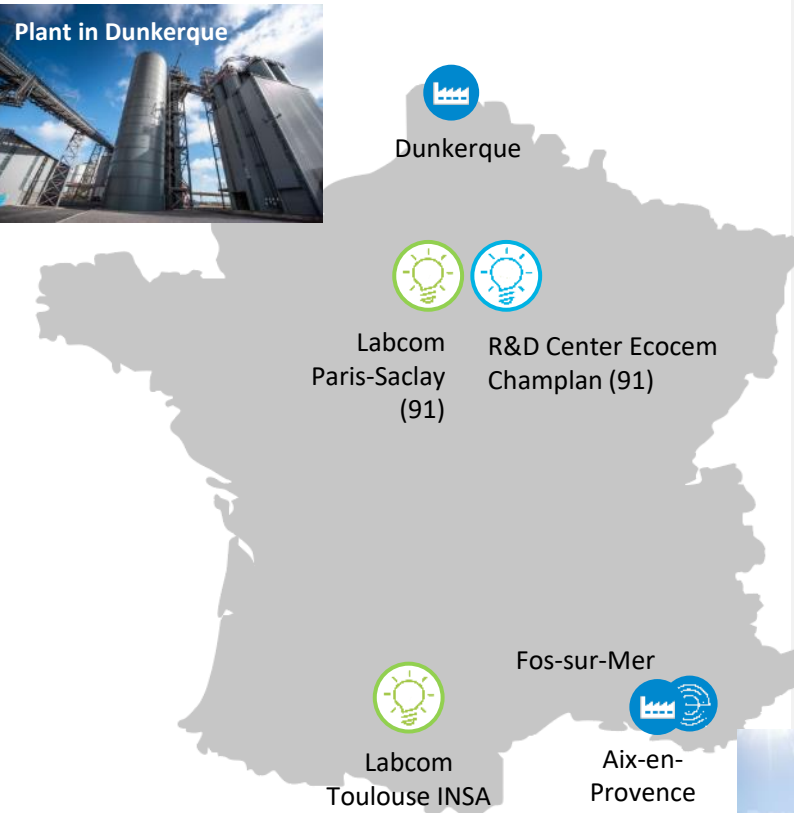 Plant in Dunkerque
Dunkerque
Labcom
Paris-Saclay
(91)
R&D Center Ecocem
Champlan (91)
Fos-sur-Mer
Labcom
Toulouse INSA
Aix-en-
Provence